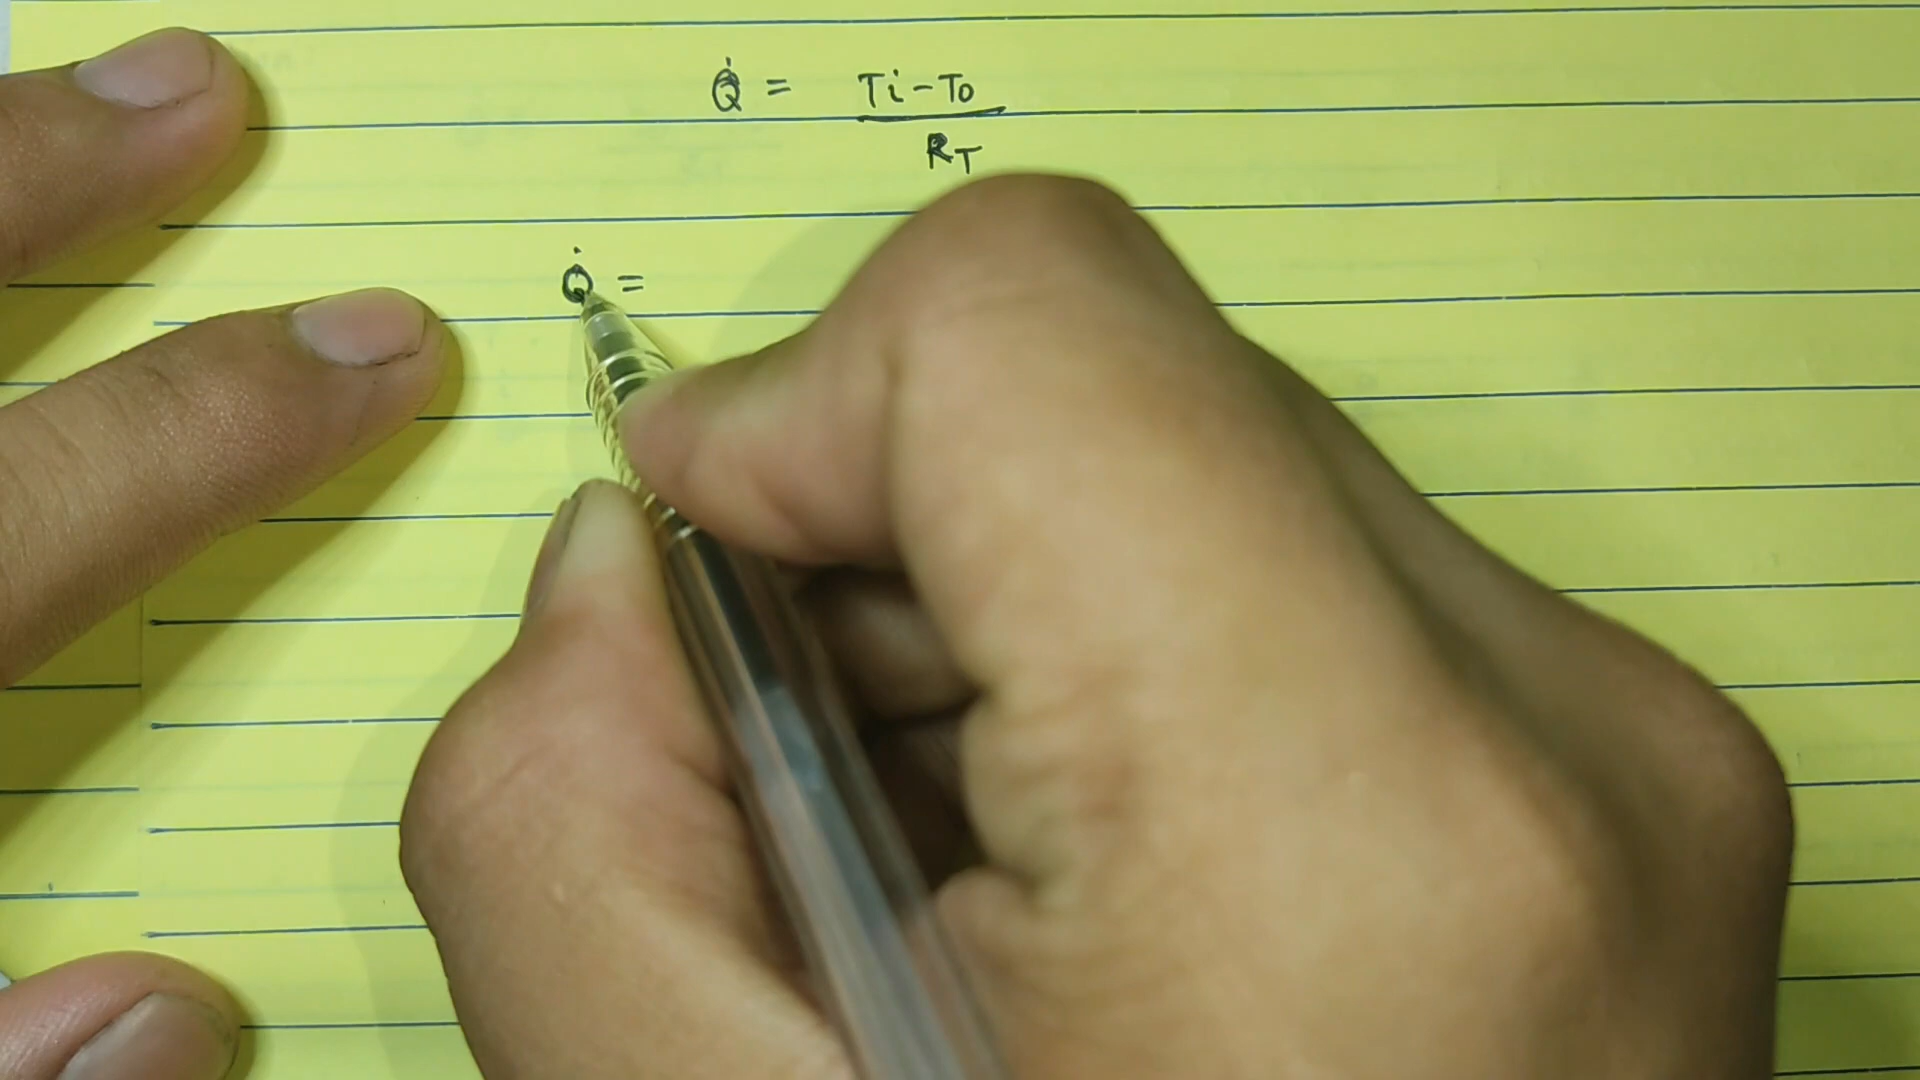 Q̇ = Ti - To
RT
Q̇ =